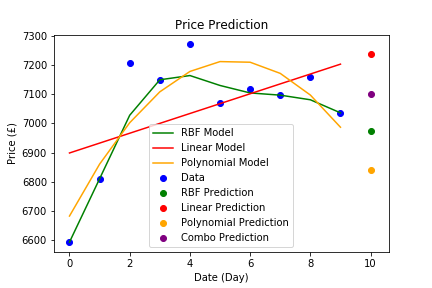 Price Prediction
7300
7200
7100
7000
6900
6800
6700
6600
Price (£)
RBF Model
Linear Model
Polynomial Model
Data
RBF Prediction
Linear Prediction
Polynomial Prediction
Combo Prediction
0 2 4 6 8 10
Date (Day)